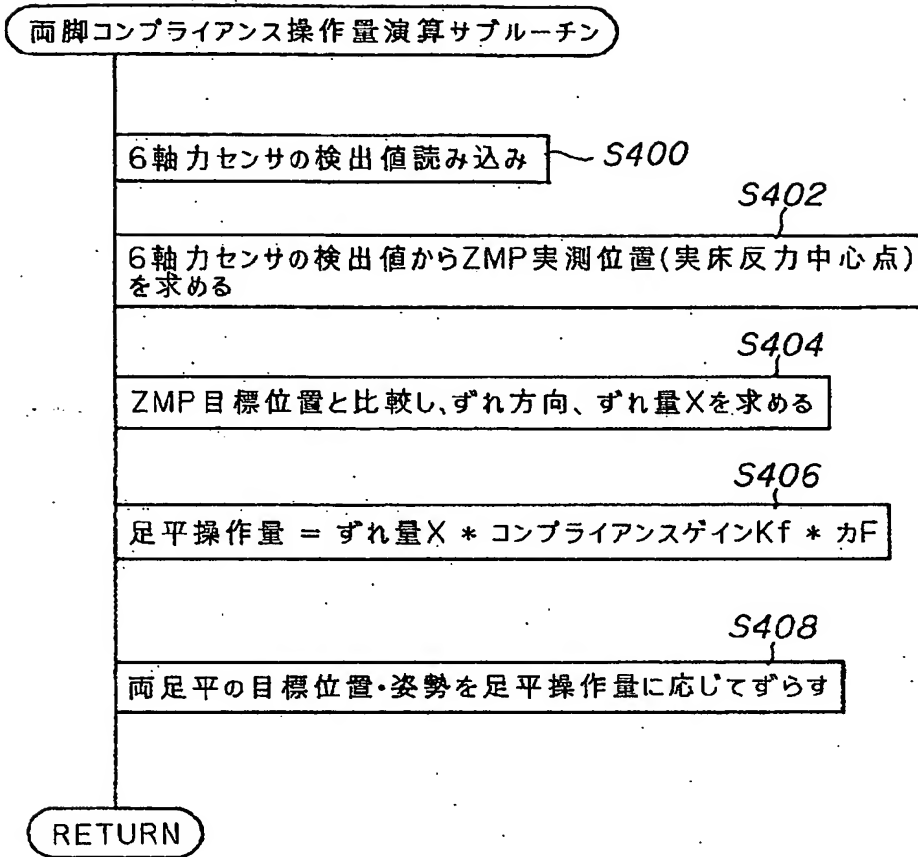 両脚コンプライアンス操作量演算サブルーチン
6軸力センサの検出値読み込み
S400
S402
6軸力センサの検出値からZMP実測位置(実床反力中心点)
を求める
S404
ZMP目標位置と比較し、ずれ方向、ずれ量Xを求める
S406
足平操作量 = ずれ量X * コンプライアンスゲインKf * 力F
S408
両足平の目標位置・姿勢を足平操作量に応じてずらす
RETURN